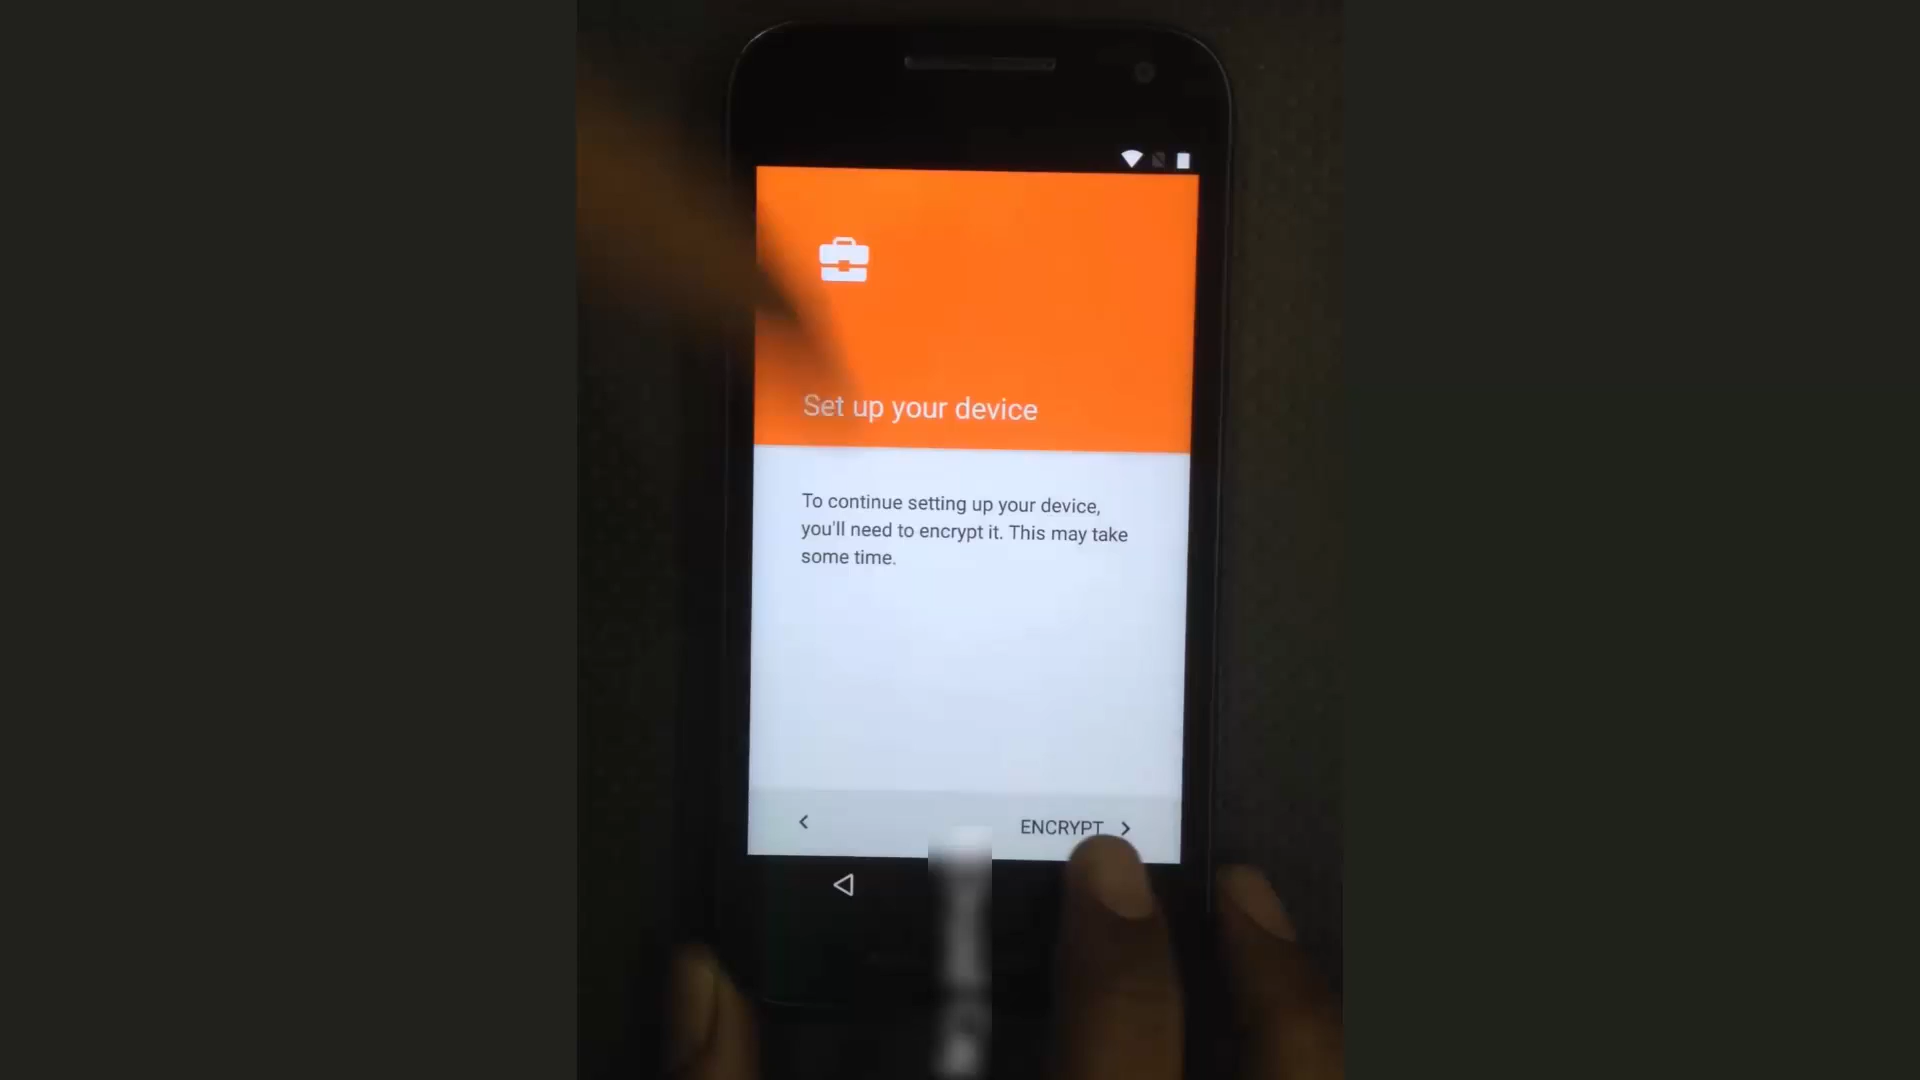 Set up your device
To continue setting up your device,
you'll need to encrypt it. This may take
some time.
ENCRYPT